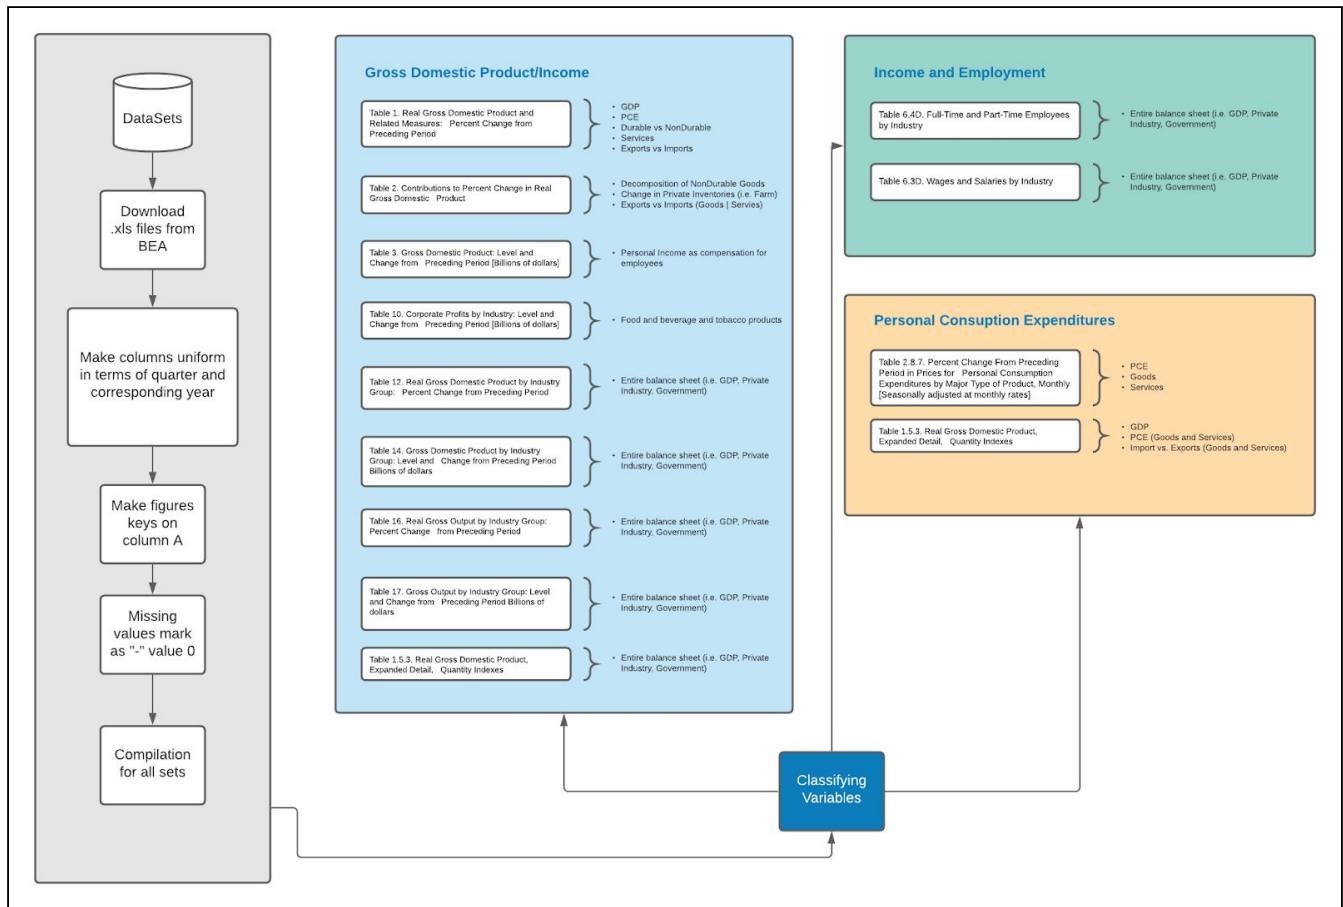 DataSets
Download
.xls files from
BEA
Make columns uniform
in terms of quarter and
corresponding year
Make figures
keys on
column A
Missing
values mark
as "-" value 0
Compilation
for all sets
Gross Domestic Product/Income
Table 1. Real Gross Domestic Product and
Related Measures: Percent Change from
Preceding Period
• GDP
• PCE
• Durable vs NonDurable
• Services
• Exports vs Imports
Table 2. Contributions to Percent Change in Real
Gross Domestic Product
• Decomposition of NonDurable Goods
• Change in Private Inventories (i.e. Farm)
• Exports vs Imports (Goods | Servies)
Table 3. Gross Domestic Product: Level and
Change from Preceding Period [Billions of dollars]
• Personal Income as compensation for
employees
Table 10. Corporate Profits by Industry: Level and
Change from Preceding Period [Billions of dollars]
• Food and beverage and tobacco products
Table 12. Real Gross Domestic Product by Industry
Group: Percent Change from Preceding Period
• Entire balance sheet (i.e. GDP, Private
Industry, Government)
Table 14. Gross Domestic Product by Industry
Group: Level and Change from Preceding Period
Billions of dollars
• Entire balance sheet (i.e. GDP, Private
Industry, Government)
Table 16. Real Gross Output by Industry Group:
Percent Change from Preceding Period
• Entire balance sheet (i.e. GDP, Private
Industry, Government)
Table 17. Gross Output by Industry Group: Level
and Change from Preceding Period Billions of
dollars
• Entire balance sheet (i.e. GDP, Private
Industry, Government)
Table 1.5.3. Real Gross Domestic Product,
Expanded Detail, Quantity Indexes
• Entire balance sheet (i.e. GDP, Private
Industry, Government)
Income and Employment
Table 6.4D. Full-Time and Part-Time Employees
by Industry
• Entire balance sheet (i.e. GDP, Private
Industry, Government)
Table 6.3D. Wages and Salaries by Industry
• Entire balance sheet (i.e. GDP, Private
Industry, Government)
Personal Consuption Expenditures
Table 2.8.7. Percent Change From Preceding
Period in Prices for Personal Consumption
Expenditures by Major Type of Product, Monthly
[Seasonally adjusted at monthly rates]
• PCE
• Goods
• Services
Table 1.5.3. Real Gross Domestic Product,
Expanded Detail, Quantity Indexes
• GDP
• PCE (Goods and Services)
• Import vs. Exports (Goods and Services)
Classifying
Variables